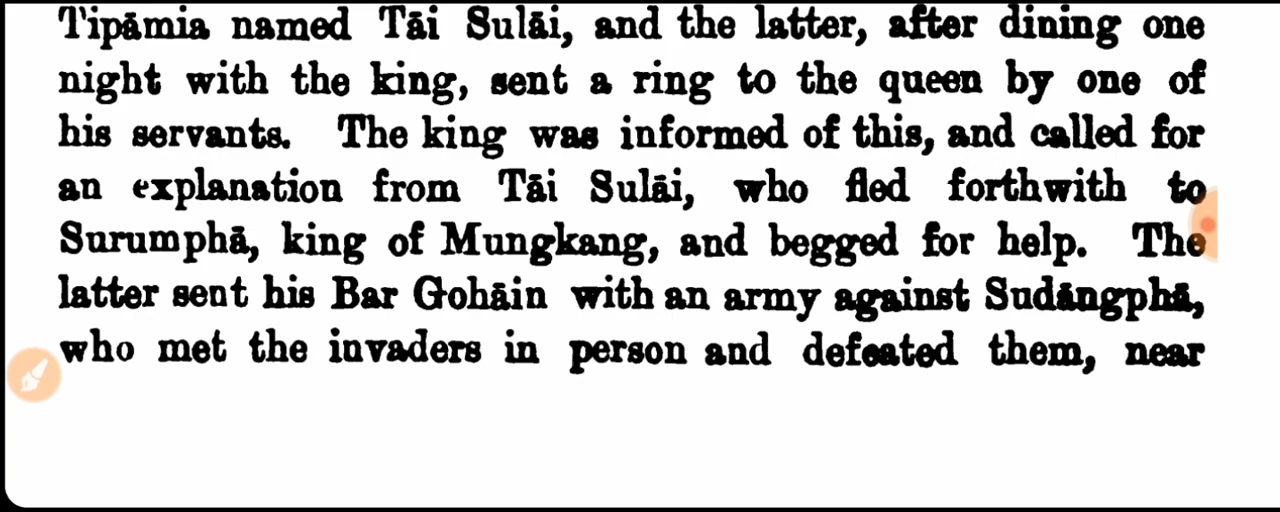 Tipāmia named Tāi Sulāi, and the latter, after dining one
night with the king, sent a ring to the queen by one of
his servants. The king was informed of this, and called for
an explanation from Tāi Sulāi, who fled forthwith to
Surumphā, king of Mungkang, and begged for help. The
latter sent his Bar Gohāin with an army against Sudāngphā,
who met the invaders in person and defeated them, near